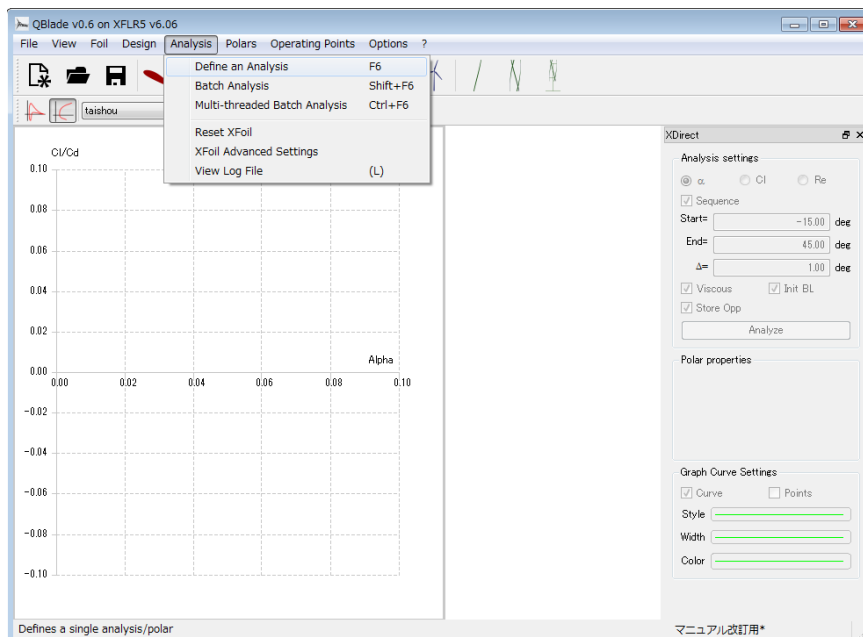 QBlade v0.6 on XFLR5 v6.06
File View Foil Design Analysis Polars Operating Points Options ?
Define an Analysis F6
Batch Analysis Shift+F6
Multi-threaded Batch Analysis Ctrl+F6
Reset XFoil
XFoil Advanced Settings
View Log File (L)
taishou
Cl/Cd
0.10
0.08
0.06
0.04
0.02
0.00
-0.02
-0.04
-0.06
-0.08
-0.10
Alpha
0.00 0.02 0.04 0.06 0.08 0.10
XDirect
Analysis settings
α Cl Re
Sequence
Start= -15.00 deg
End= 45.00 deg
Δ= 1.00 deg
Viscous Init BL
Store Opp
Analyze
Polar properties
Graph Curve Settings
Curve Points
Style
Width
Color
Defines a single analysis/polar マニュアル改訂用*